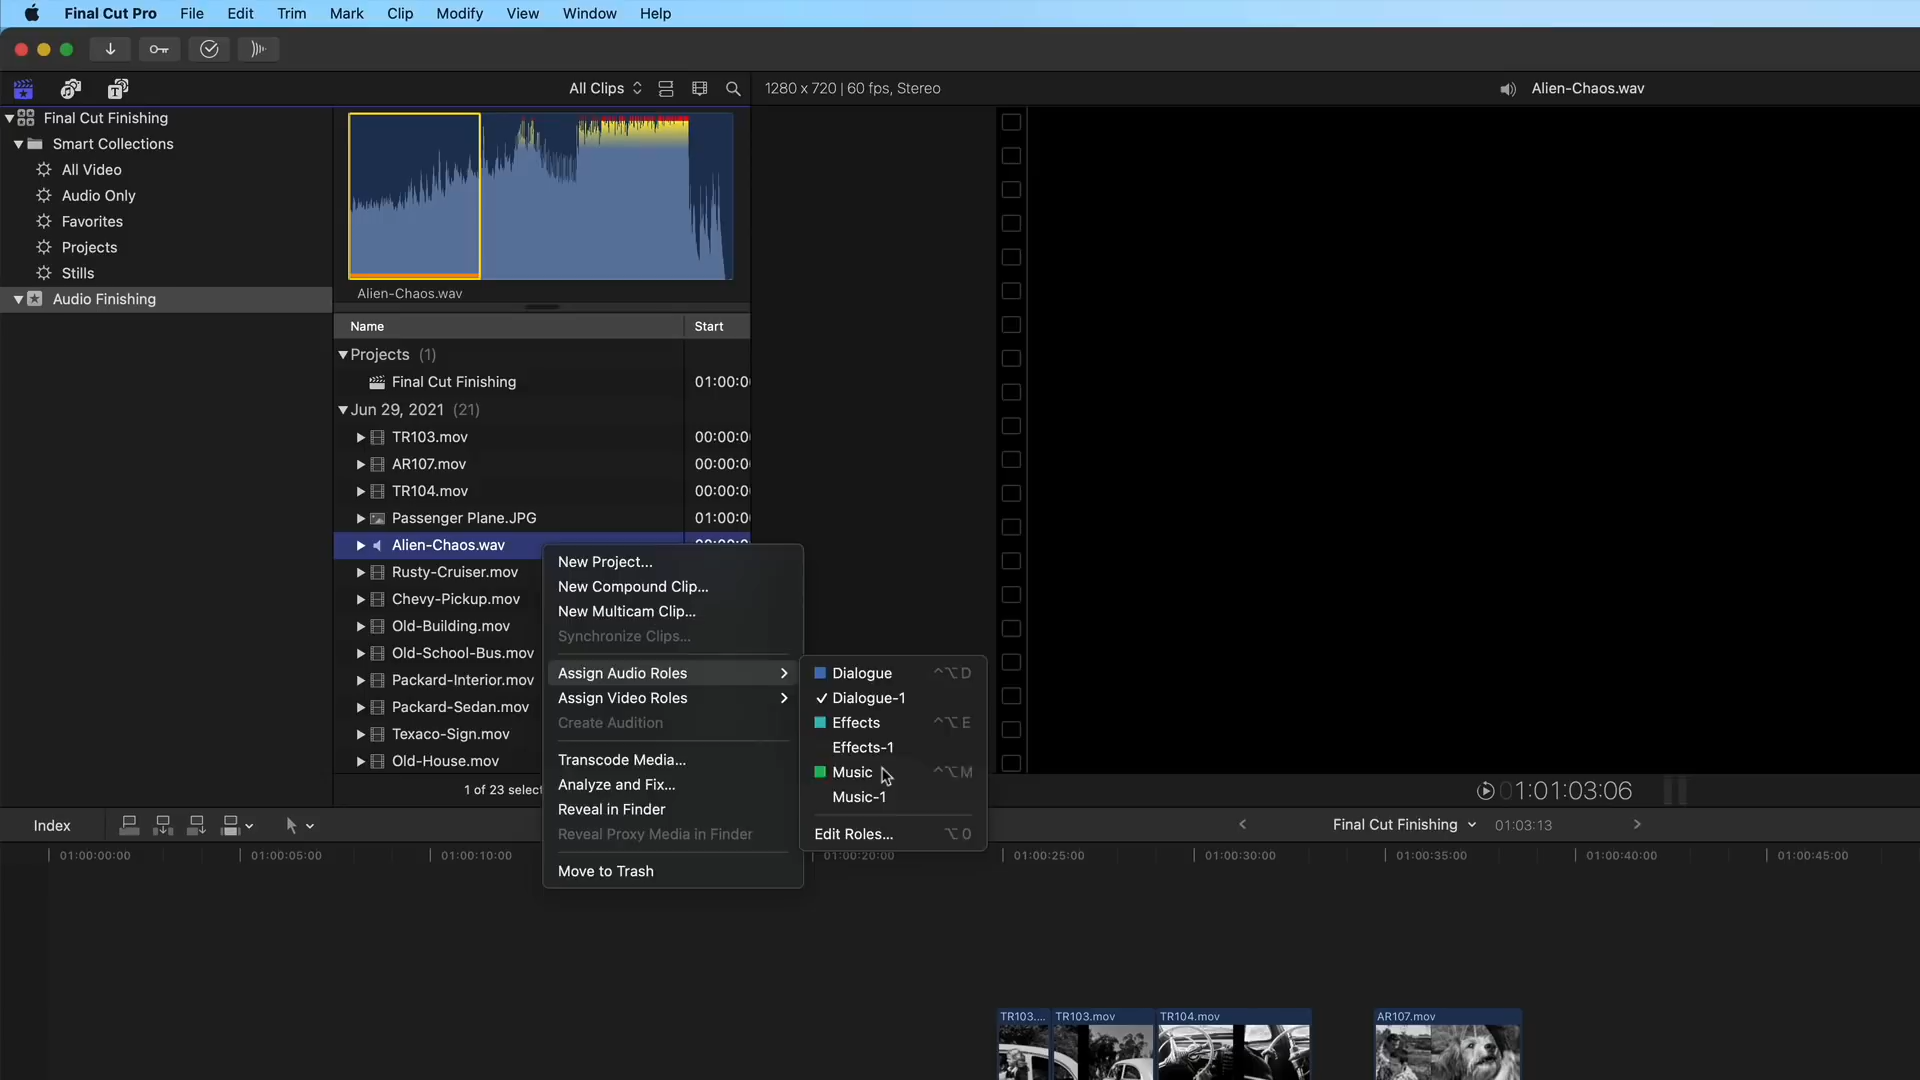 Final Cut Pro File Edit Trim Mark Clip Modify View Window Help
All Clips
1280 x 720 | 60 fps, Stereo
Alien-Chaos.wav
Final Cut Finishing
Smart Collections
All Video
Audio Only
Favorites
Projects
Stills
Audio Finishing
Alien-Chaos.wav
Name Start
Projects (1)
Final Cut Finishing 01:00:0
Jun 29, 2021 (21)
TR103.mov 00:00:0
AR107.mov 00:00:0
TR104.mov 00:00:0
Passenger Plane.JPG 01:00:0
Alien-Chaos.wav
Rusty-Cruiser.mov
Chevy-Pickup.mov
Old-Building.mov
Old-School-Bus.mov
Packard-Interior.mov
Packard-Sedan.mov
Texaco-Sign.mov
Old-House.mov
1 of 23 select
New Project...
New Compound Clip...
New Multicam Clip...
Synchronize Clips...
Assign Audio Roles
Assign Video Roles
Create Audition
Transcode Media...
Analyze and Fix...
Reveal in Finder
Reveal Proxy Media in Finder
Move to Trash
Dialogue ⌃⌥D
✓ Dialogue-1
Effects ⌃⌥E
Effects-1
Music ⌃⌥M
Music-1
Edit Roles... ⌥0
01:01:03:06
Index
Final Cut Finishing 01:03:13
01:00:00:00 01:00:05:00 01:00:10:00 01:00:20:00 01:00:25:00 01:00:30:00 01:00:35:00 01:00:40:00 01:00:45:00
TR103.... TR103.mov TR104.mov AR107.mov